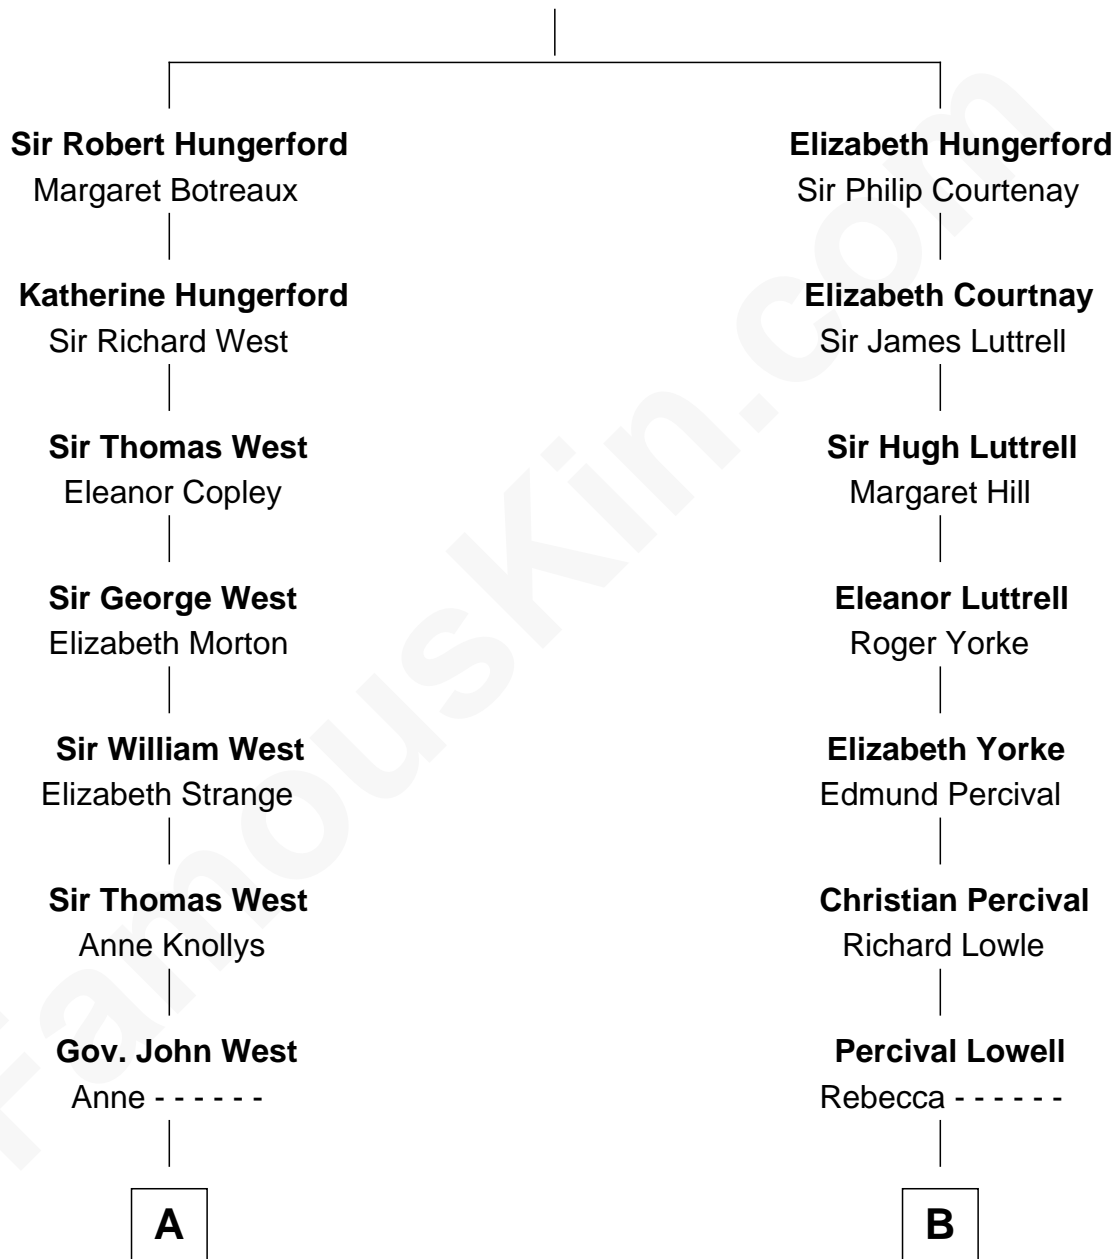 Sir Robert Hungerford
Margaret Botreaux
Katherine Hungerford
Sir Richard West
Sir Thomas West
Eleanor Copley
Sir George West
Elizabeth Morton
Sir William West
Elizabeth Strange
Sir Thomas West
Anne Knollys
Gov. John West
Anne - - - - - -
A
Elizabeth Hungerford
Sir Philip Courtenay
Elizabeth Courtnay
Sir James Luttrell
Sir Hugh Luttrell
Margaret Hill
Eleanor Luttrell
Roger Yorke
Elizabeth Yorke
Edmund Percival
Christian Percival
Richard Lowle
Percival Lowell
Rebecca - - - - - -
B
FamousKin.com